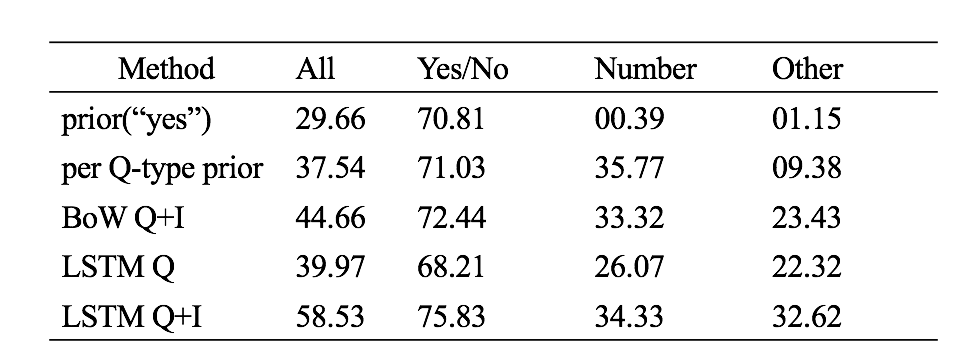 Method All Yes/No Number Other
prior(“yes”) 29.66 70.81 00.39 01.15
per Q-type prior 37.54 71.03 35.77 09.38
BoW Q+I 44.66 72.44 33.32 23.43
LSTM Q 39.97 68.21 26.07 22.32
LSTM Q+I 58.53 75.83 34.33 32.62